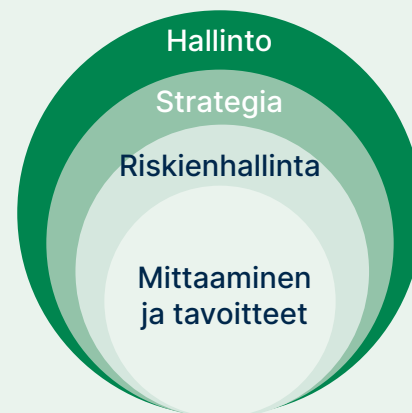 Hallinto
Strategia
Riskienhallinta
Mittaaminen
ja tavoitteet